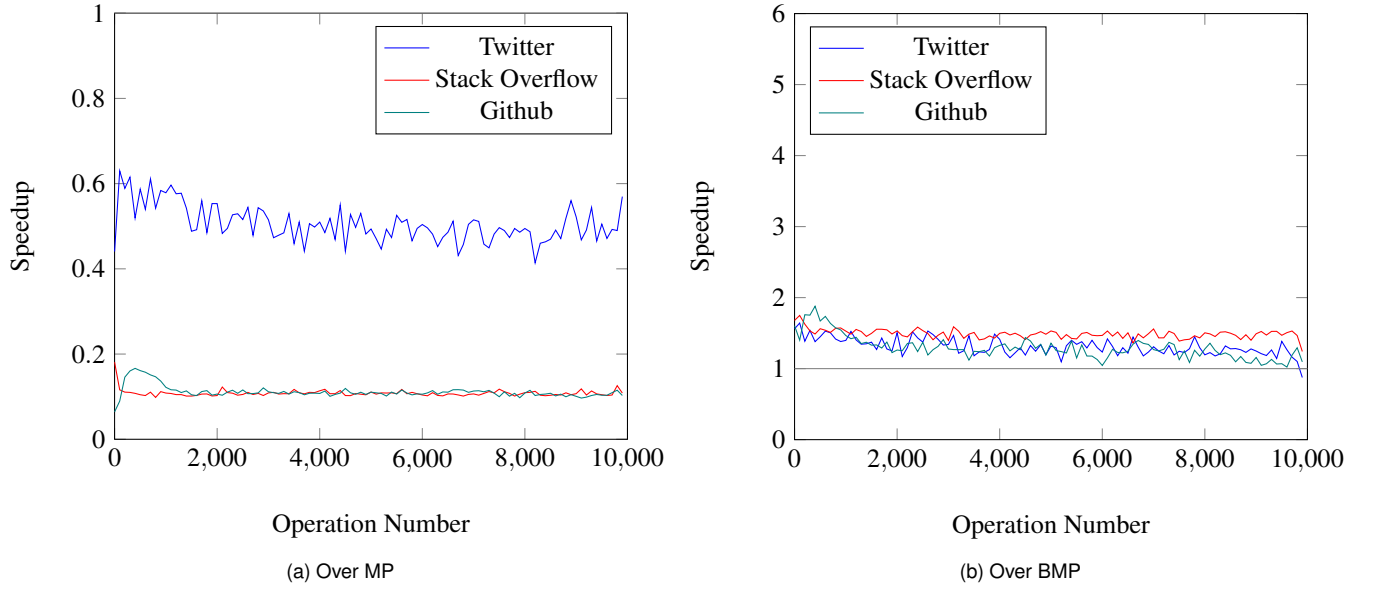 1
0.8
0.6
0.4
0.2
0
Speedup
Twitter
Stack Overflow
Github
0 2,000 4,000 6,000 8,000 10,000
Operation Number
(a) Over MP
6
5
4
3
2
1
0
Speedup
Twitter
Stack Overflow
Github
0 2,000 4,000 6,000 8,000 10,000
Operation Number
(b) Over BMP